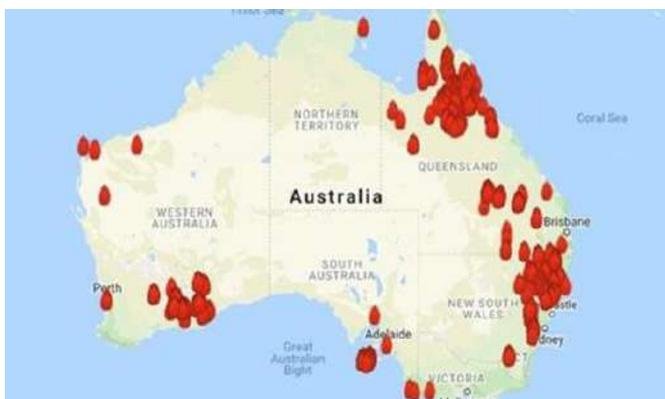 NORTHERN
TERRITORY
Coral Sea
QUEENSLAND
Australia
WESTERN
AUSTRALIA
Brisbane
SOUTH
AUSTRALIA
Perth
NEW SOUTH
WALES
Adelaide
Great
Australian
Bight
VICTORIA